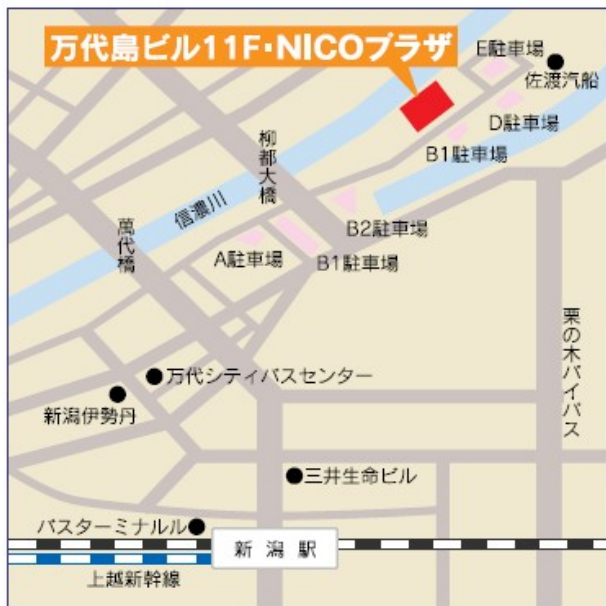 万代島ビル11F・NICOプラザ
E駐車場
佐渡汽船
D駐車場
B1駐車場
柳都大橋
信濃川
萬代橋
B2駐車場
A駐車場
B1駐車場
栗の木バイパス
万代シティバスセンター
新潟伊勢丹
三井生命ビル
バスターミナルル
新潟駅
上越新幹線